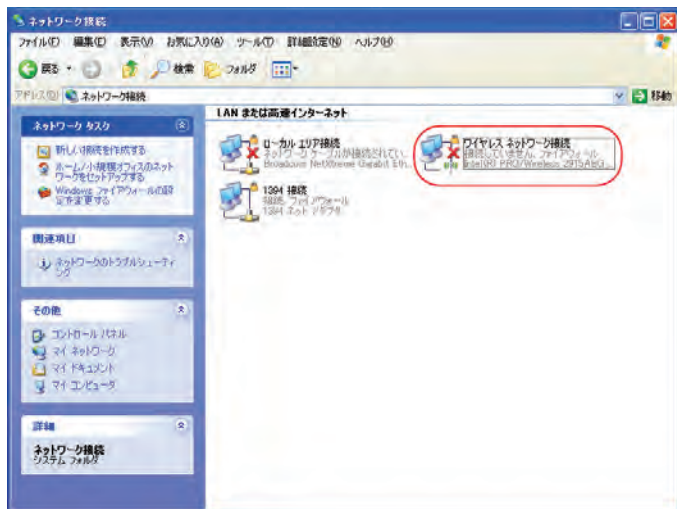 ネットワーク接続
ファイル(F) 編集(E) 表示(V) お気に入り(A) ツール(T) 詳細設定(N) ヘルプ(H)
戻る 検索 フォルダ
アドレス(D) ネットワーク接続 移動
ネットワーク タスク
新しい接続を作成する
ホーム/小規模オフィスのネット
ワークをセットアップする
Windows ファイアウォールの設
定を変更する
関連項目
ネットワークのトラブルシューティ
ング
その他
コントロール パネル
マイ ネットワーク
マイ ドキュメント
マイ コンピュータ
詳細
ネットワーク接続
システム フォルダ
LAN または高速インターネット
ローカル エリア接続
ネットワーク ケーブルが接続されてい...
Broadcom NetXtreme Gigabit Eth...
ワイヤレス ネットワーク接続
接続していません, ファイアウォール
Intel(R) PRO/Wireless 2915ABG...
1394 接続
接続, ファイアウォール
1394 ネット アダプタ